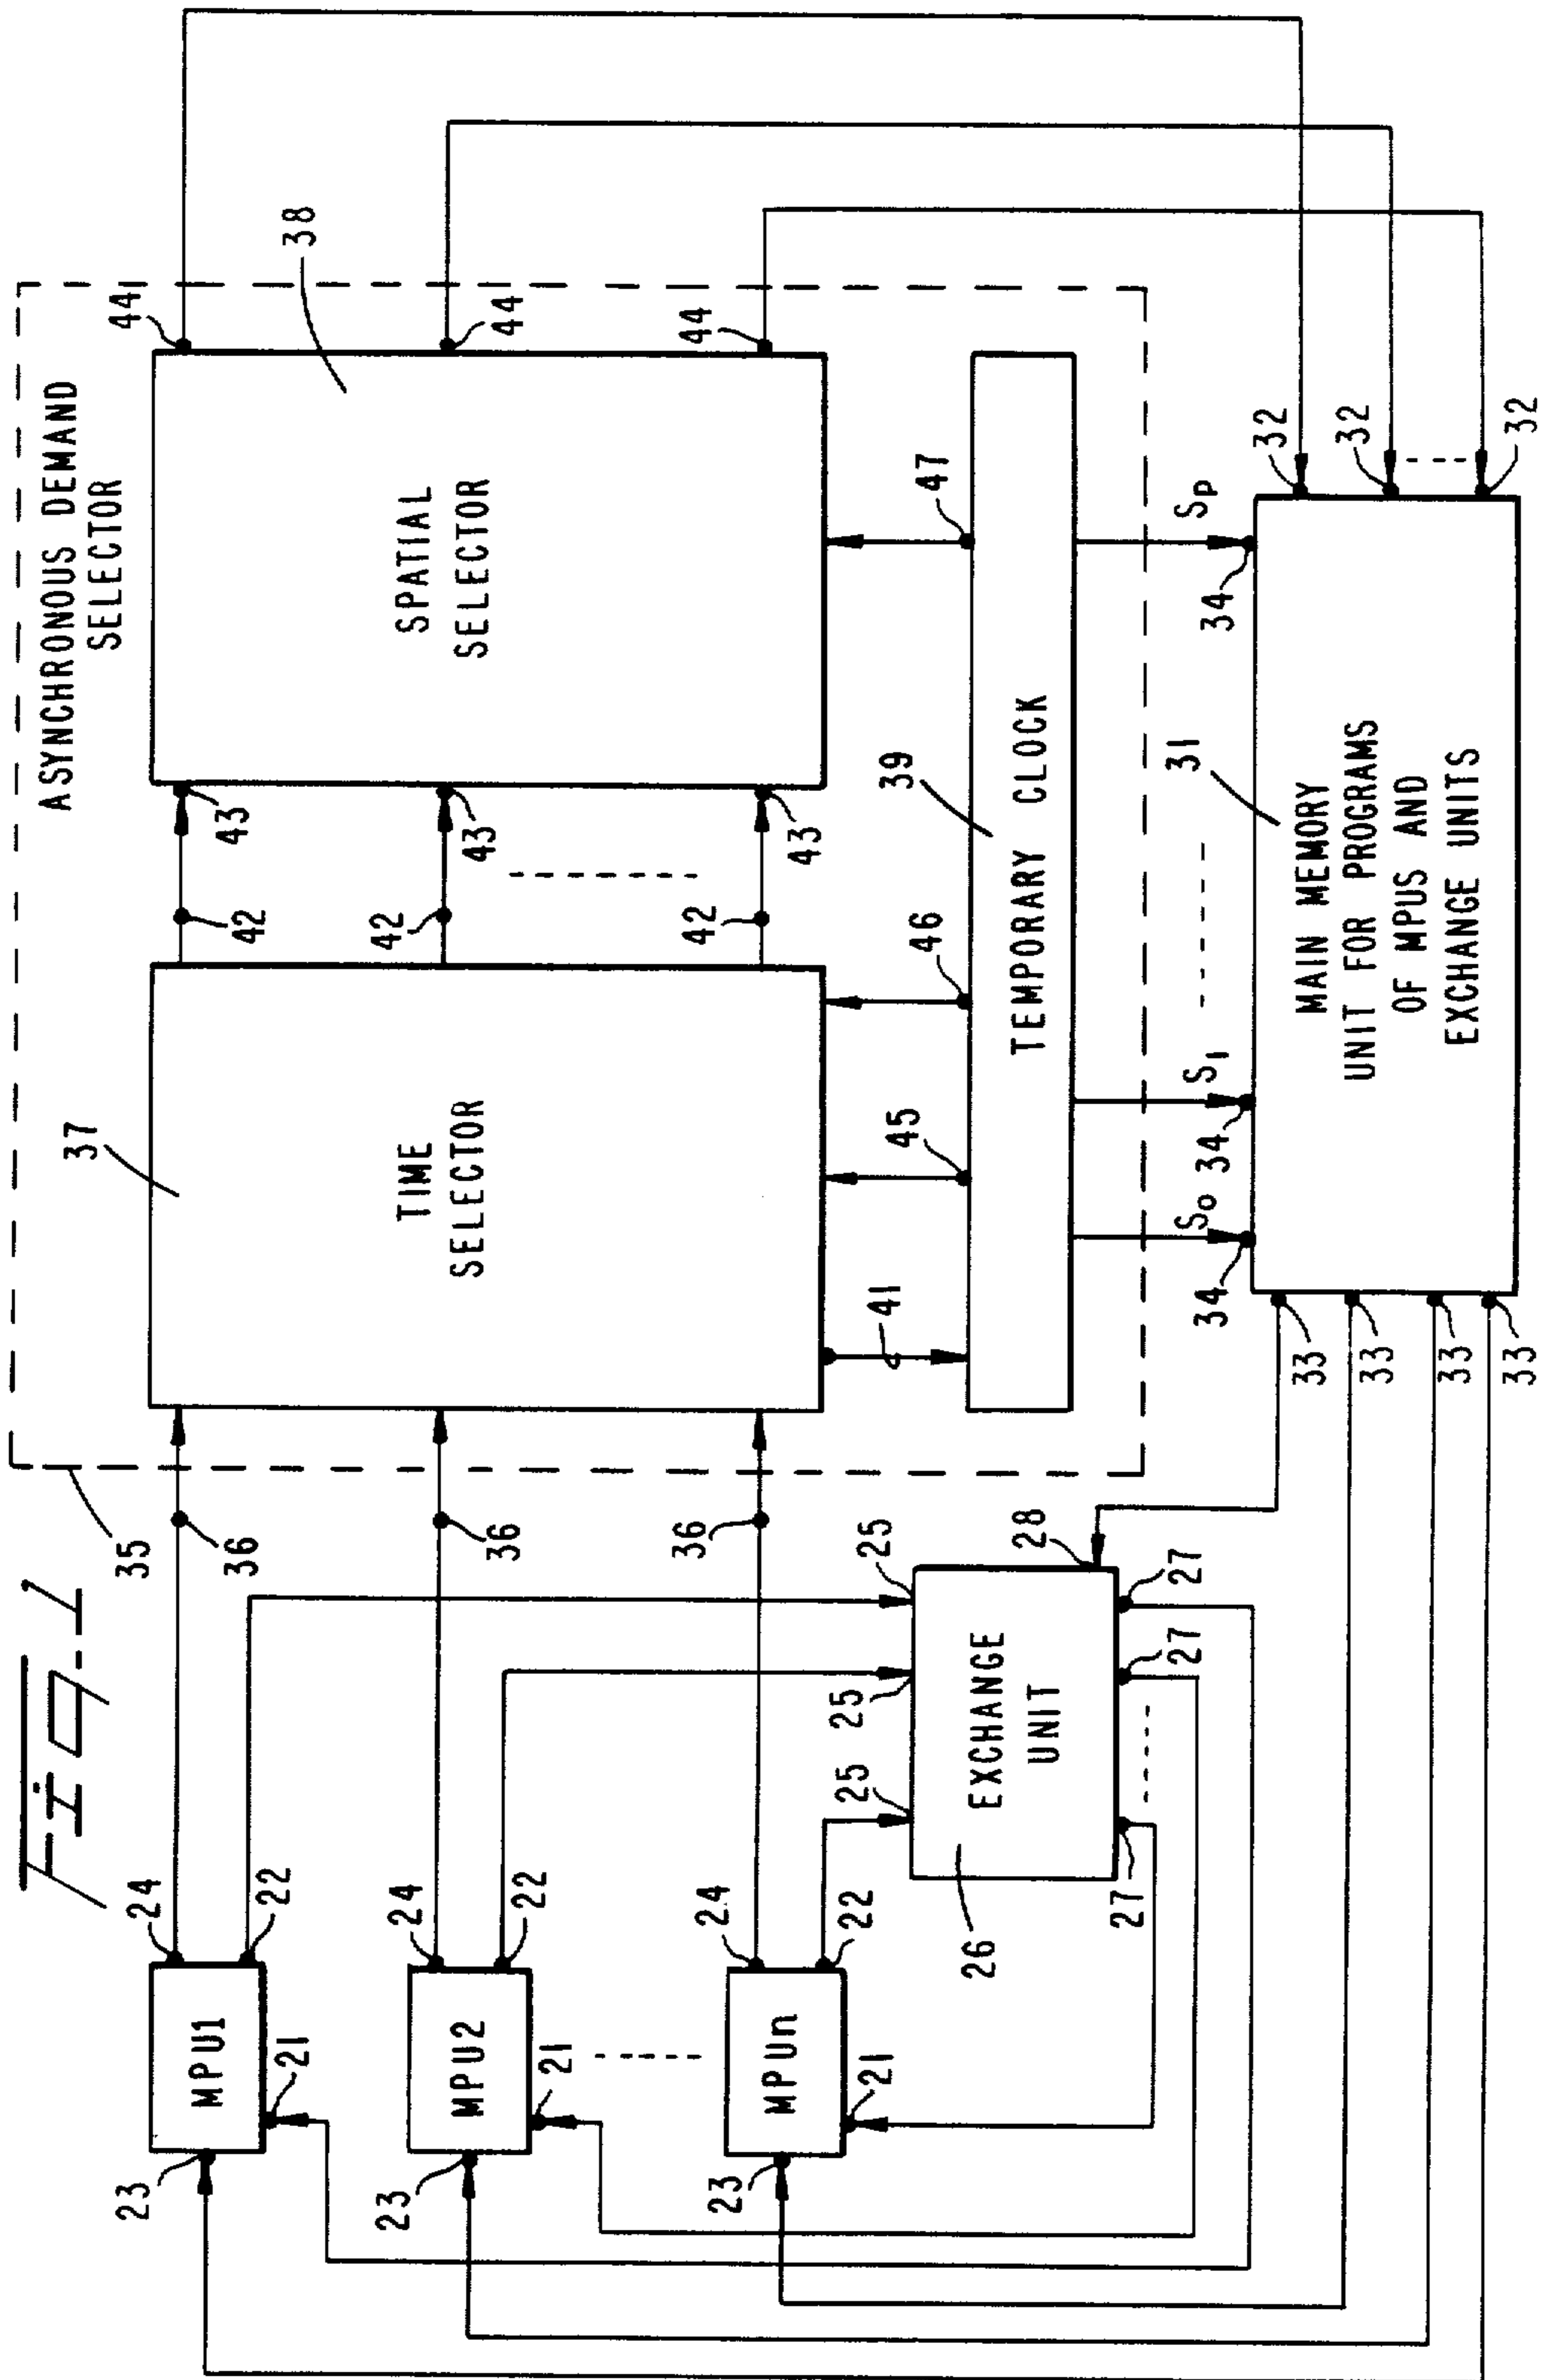 Fig. 1
ASYNCHRONOUS DEMAND
SELECTOR
35
37
38
TIME
SELECTOR
SPATIAL
SELECTOR
MPU1
24
22
23
21
36
42
43
44
MPU2
24
22
23
21
36
42
43
44
MPUn
24
22
23
21
36
42
43
44
41
45
46
47
39
TEMPORARY CLOCK
25
25
25
28
26
EXCHANGE
UNIT
27
27
27
S0
S1
Sp
34
34
34
31
MAIN MEMORY
UNIT FOR PROGRAMS
OF MPUS AND
EXCHANGE UNITS
33
33
33
33
32
32
32